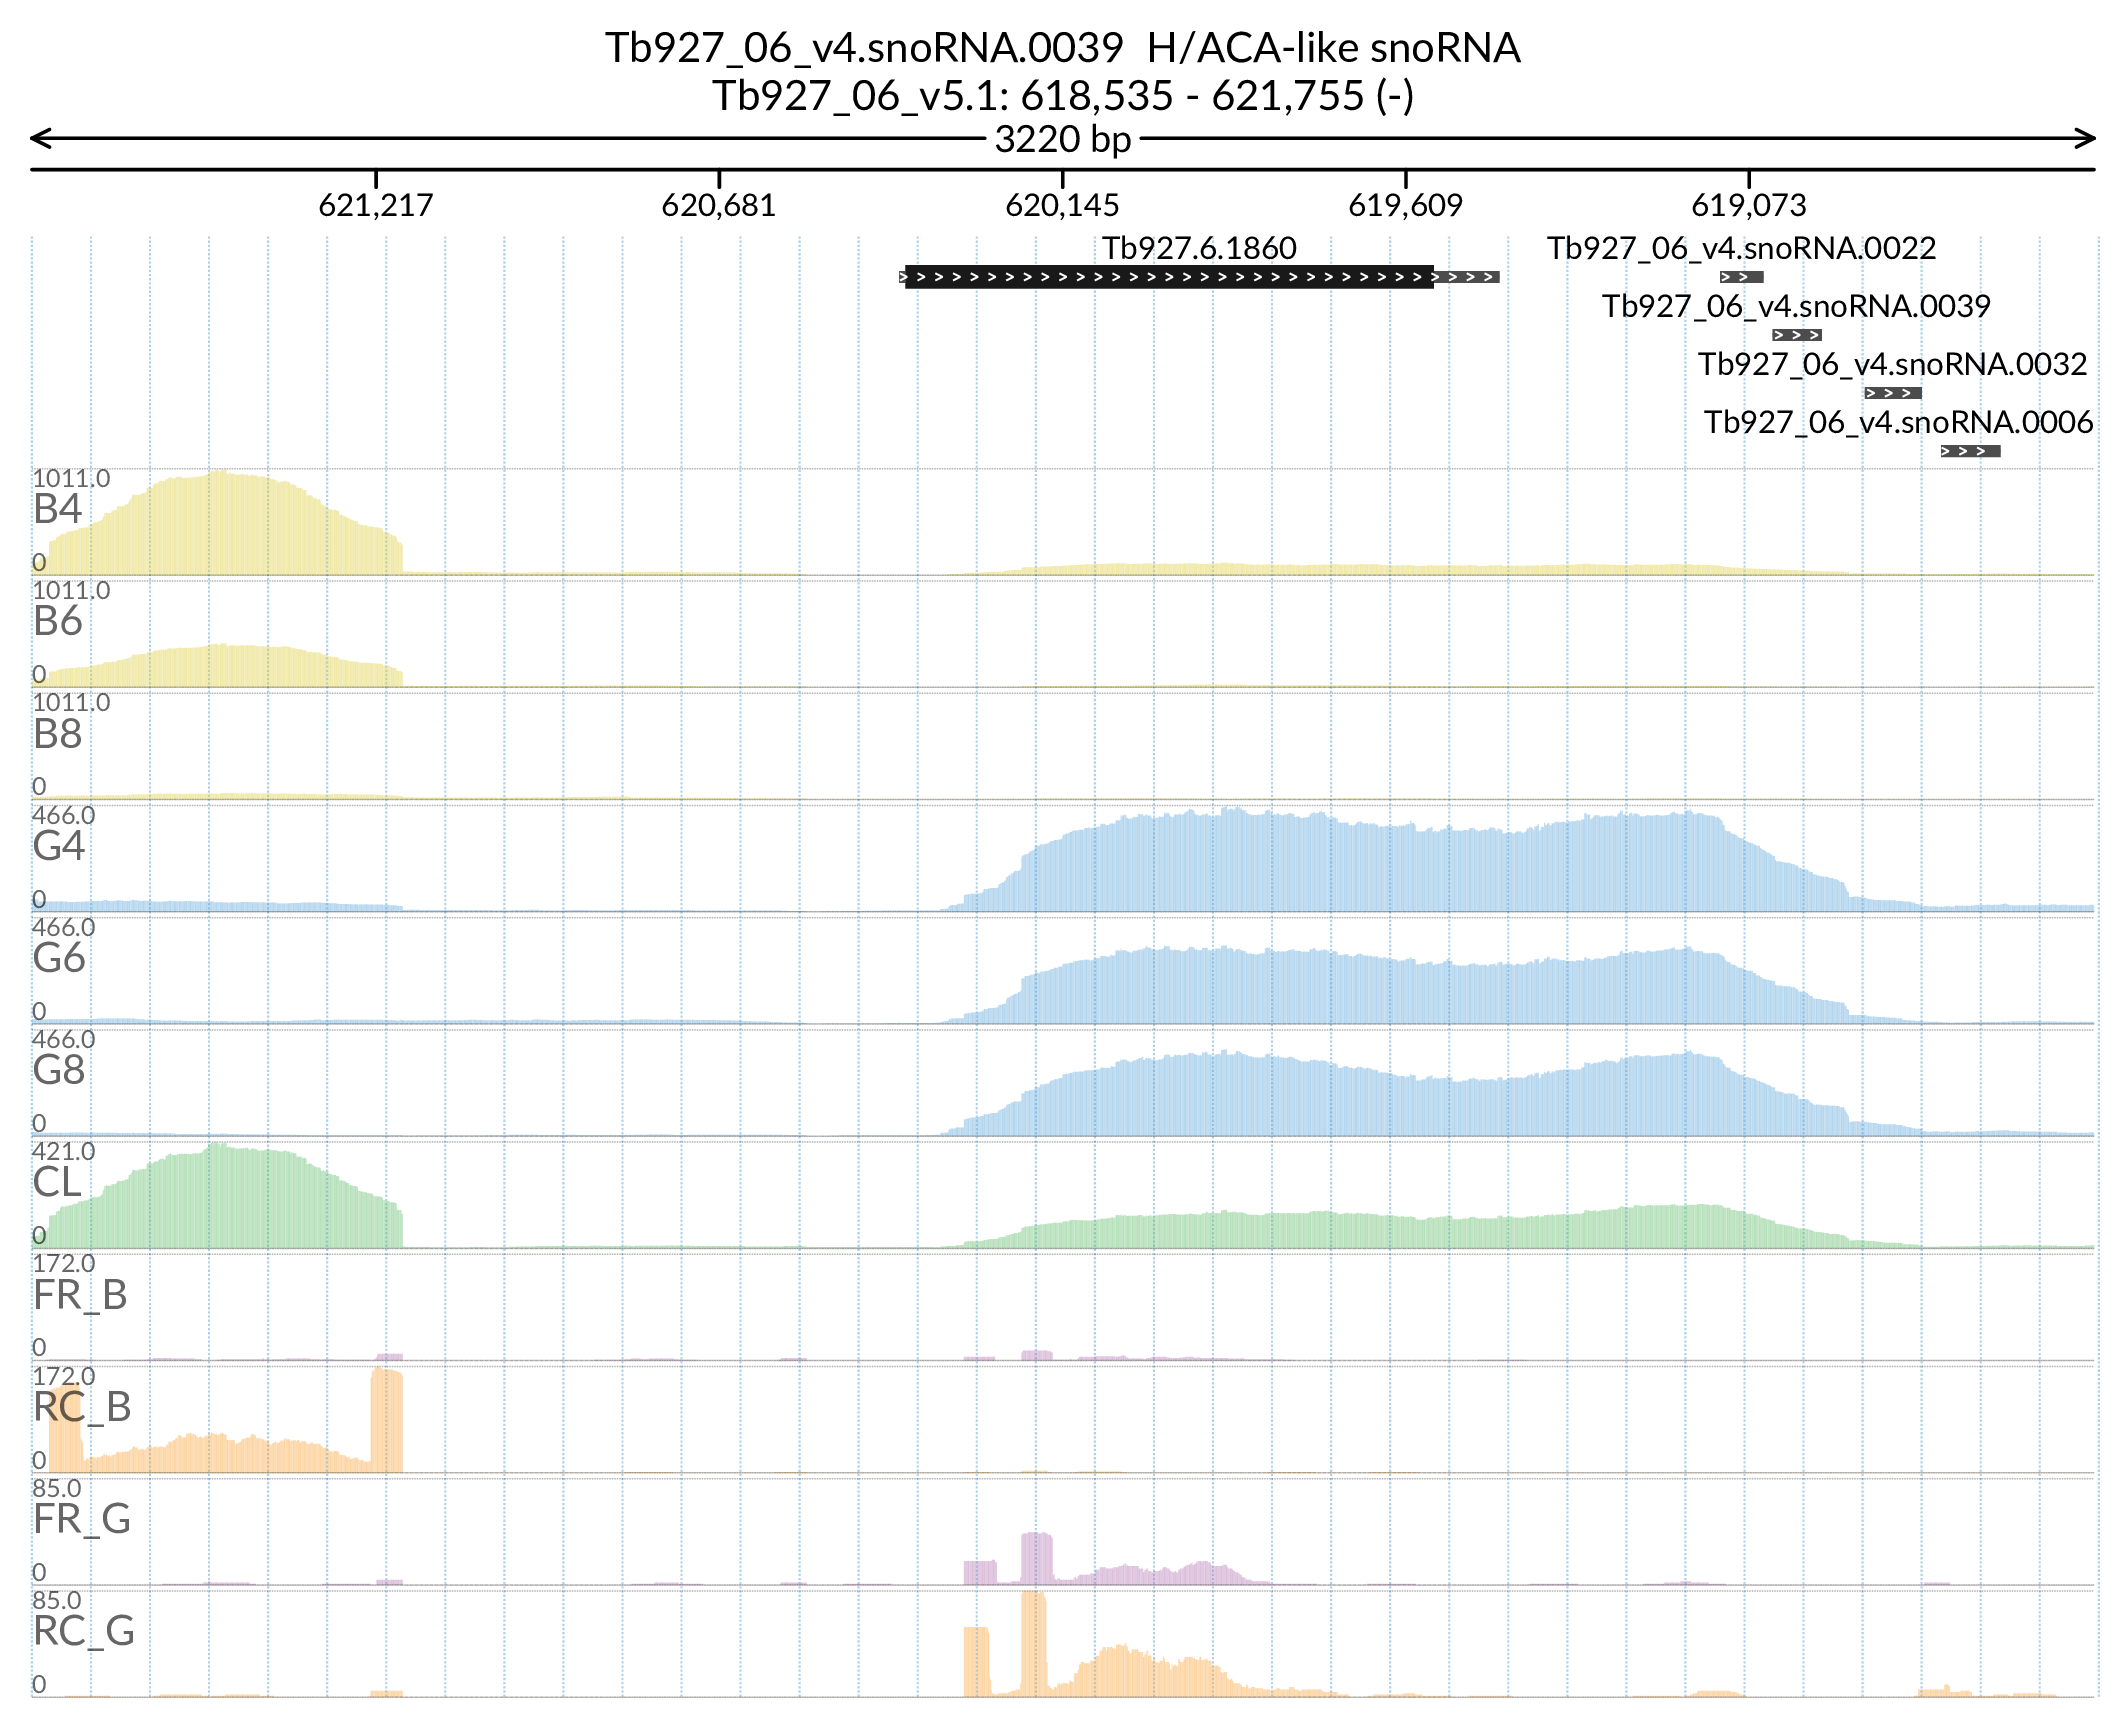 Tb927_06_v4.snoRNA.0039  H/ACA-like snoRNA
Tb927_06_v5.1: 618,535 - 621,755 (-)
3220 bp
621,217 620,681 620,145 619,609 619,073
Tb927.6.1860 Tb927_06_v4.snoRNA.0022
Tb927_06_v4.snoRNA.0039
Tb927_06_v4.snoRNA.0032
Tb927_06_v4.snoRNA.0006
1011.0
B4
0
1011.0
B6
0
1011.0
B8
0
466.0
G4
0
466.0
G6
0
466.0
G8
0
421.0
CL
0
172.0
FR_B
0
172.0
RC_B
0
85.0
FR_G
0
85.0
RC_G
0